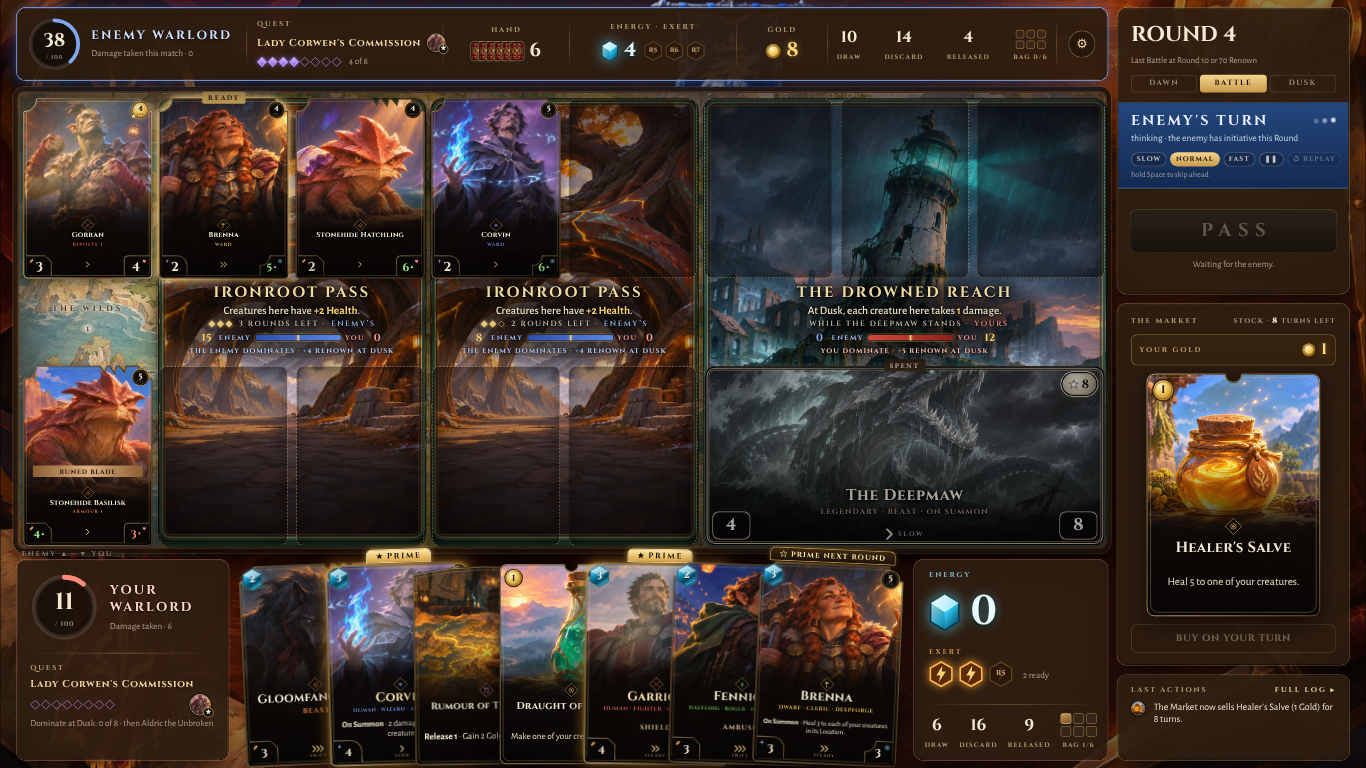 38
/ 100
ENEMY WARLORD
Damage taken this match · 0
QUEST
LADY CORWEN'S COMMISSION
4 of 8
HAND
6
ENERGY · EXERT
4
R5
R6
R7
GOLD
8
10
DRAW
14
DISCARD
4
RELEASED
BAG 0/6
ROUND 4
Last Battle at Round 10 or 70 Renown
DAWN
BATTLE
DUSK
ENEMY'S TURN
thinking · the enemy has initiative this Round
SLOW
NORMAL
FAST
REPLAY
hold Space to skip ahead
PASS
Waiting for the enemy.
READY
4
GORRAN
RIPOSTE 1
3
4
4
BRENNA
WARD
2
5
4
STONEHIDE HATCHLING
2
6
5
CORVIN
WARD
2
6
THE WILDS
1
IRONROOT PASS
Creatures here have +2 Health.
3 ROUNDS LEFT · ENEMY'S
15 ENEMY YOU 0
THE ENEMY DOMINATES · +4 RENOWN AT DUSK
IRONROOT PASS
Creatures here have +2 Health.
2 ROUNDS LEFT · ENEMY'S
8 ENEMY YOU 0
THE ENEMY DOMINATES · +4 RENOWN AT DUSK
THE DROWNED REACH
At Dusk, each creature here takes 1 damage.
WHILE THE DEEPMAW STANDS · YOURS
0 ENEMY YOU 12
YOU DOMINATE · +5 RENOWN AT DUSK
5
RUNED BLADE
STONEHIDE BASILISK
ARMOUR 1
4
3
SPENT
8
THE DEEPMAW
LEGENDARY · BEAST · ON SUMMON
4
SLOW
8
THE MARKET
STOCK · 8 TURNS LEFT
YOUR GOLD
1
1
HEALER'S SALVE
Heal 5 to one of your creatures.
BUY ON YOUR TURN
LAST ACTIONS
FULL LOG
The Market now sells Healer's Salve (1 Gold) for
8 turns.
ENEMY ▲ · ▼ YOU
11
/ 100
YOUR
WARLORD
Damage taken · 6
QUEST
LADY CORWEN'S COMMISSION
Dominate at Dusk: 0 of 8 · then Aldric the Unbroken
2
GLOOMFAN
BEAST
3
PRIME
3
CORV
HUMAN · WIZARD · A
On Summon · 2 damag
creature
4
RUMOUR OF T
Release 1 · Gain 2 Gol
1
DRAUGHT OF
Make one of your cre
PRIME
3
GARRIC
HUMAN · FIGHTER
SHIELD
4
STEADY
2
FENNIC
HALFLING · ROGUE
AMBUS
3
PRIME NEXT ROUND
3
5
BRENNA
DWARF · CLERIC · DEEPFORGE
On Summon · Heal 3 to each of your creatures
in its Location.
3
STEADY
3
ENERGY
0
EXERT
R5
2 ready
6
DRAW
16
DISCARD
9
RELEASED
BAG 1/6